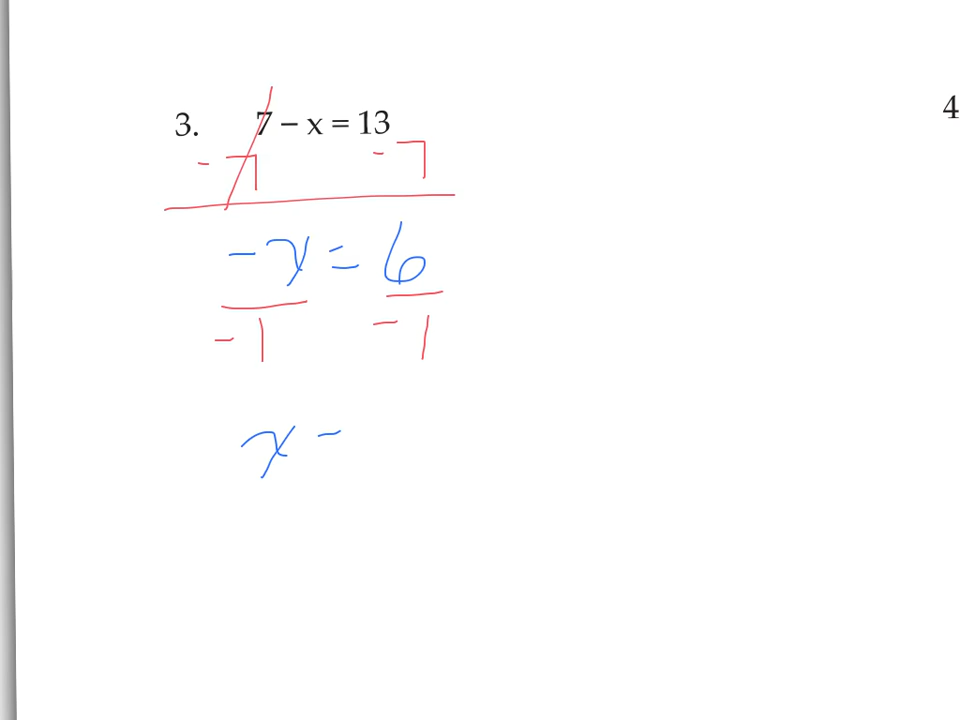 3. 7 – x = 13 4
-7 -7
-x = 6
-1 -1
x -